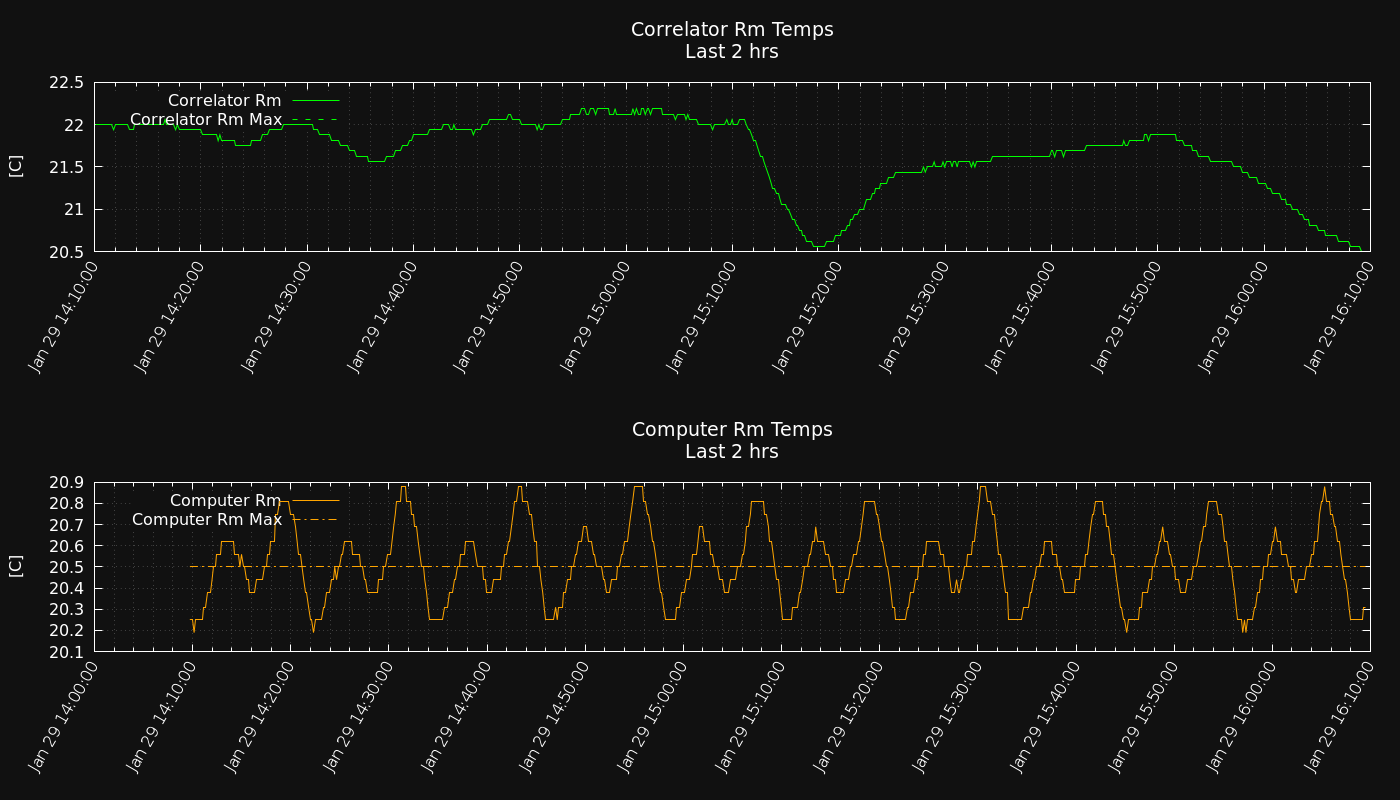 Correlator Rm Temps
Last 2 hrs
22.5
22
21.5
21
20.5
[C]
Correlator Rm
Correlator Rm Max
Jan 29 14:10:00
Jan 29 14:20:00
Jan 29 14:30:00
Jan 29 14:40:00
Jan 29 14:50:00
Jan 29 15:00:00
Jan 29 15:10:00
Jan 29 15:20:00
Jan 29 15:30:00
Jan 29 15:40:00
Jan 29 15:50:00
Jan 29 16:00:00
Jan 29 16:10:00
Computer Rm Temps
Last 2 hrs
20.9
20.8
20.7
20.6
20.5
20.4
20.3
20.2
20.1
[C]
Computer Rm
Computer Rm Max
Jan 29 14:00:00
Jan 29 14:10:00
Jan 29 14:20:00
Jan 29 14:30:00
Jan 29 14:40:00
Jan 29 14:50:00
Jan 29 15:00:00
Jan 29 15:10:00
Jan 29 15:20:00
Jan 29 15:30:00
Jan 29 15:40:00
Jan 29 15:50:00
Jan 29 16:00:00
Jan 29 16:10:00